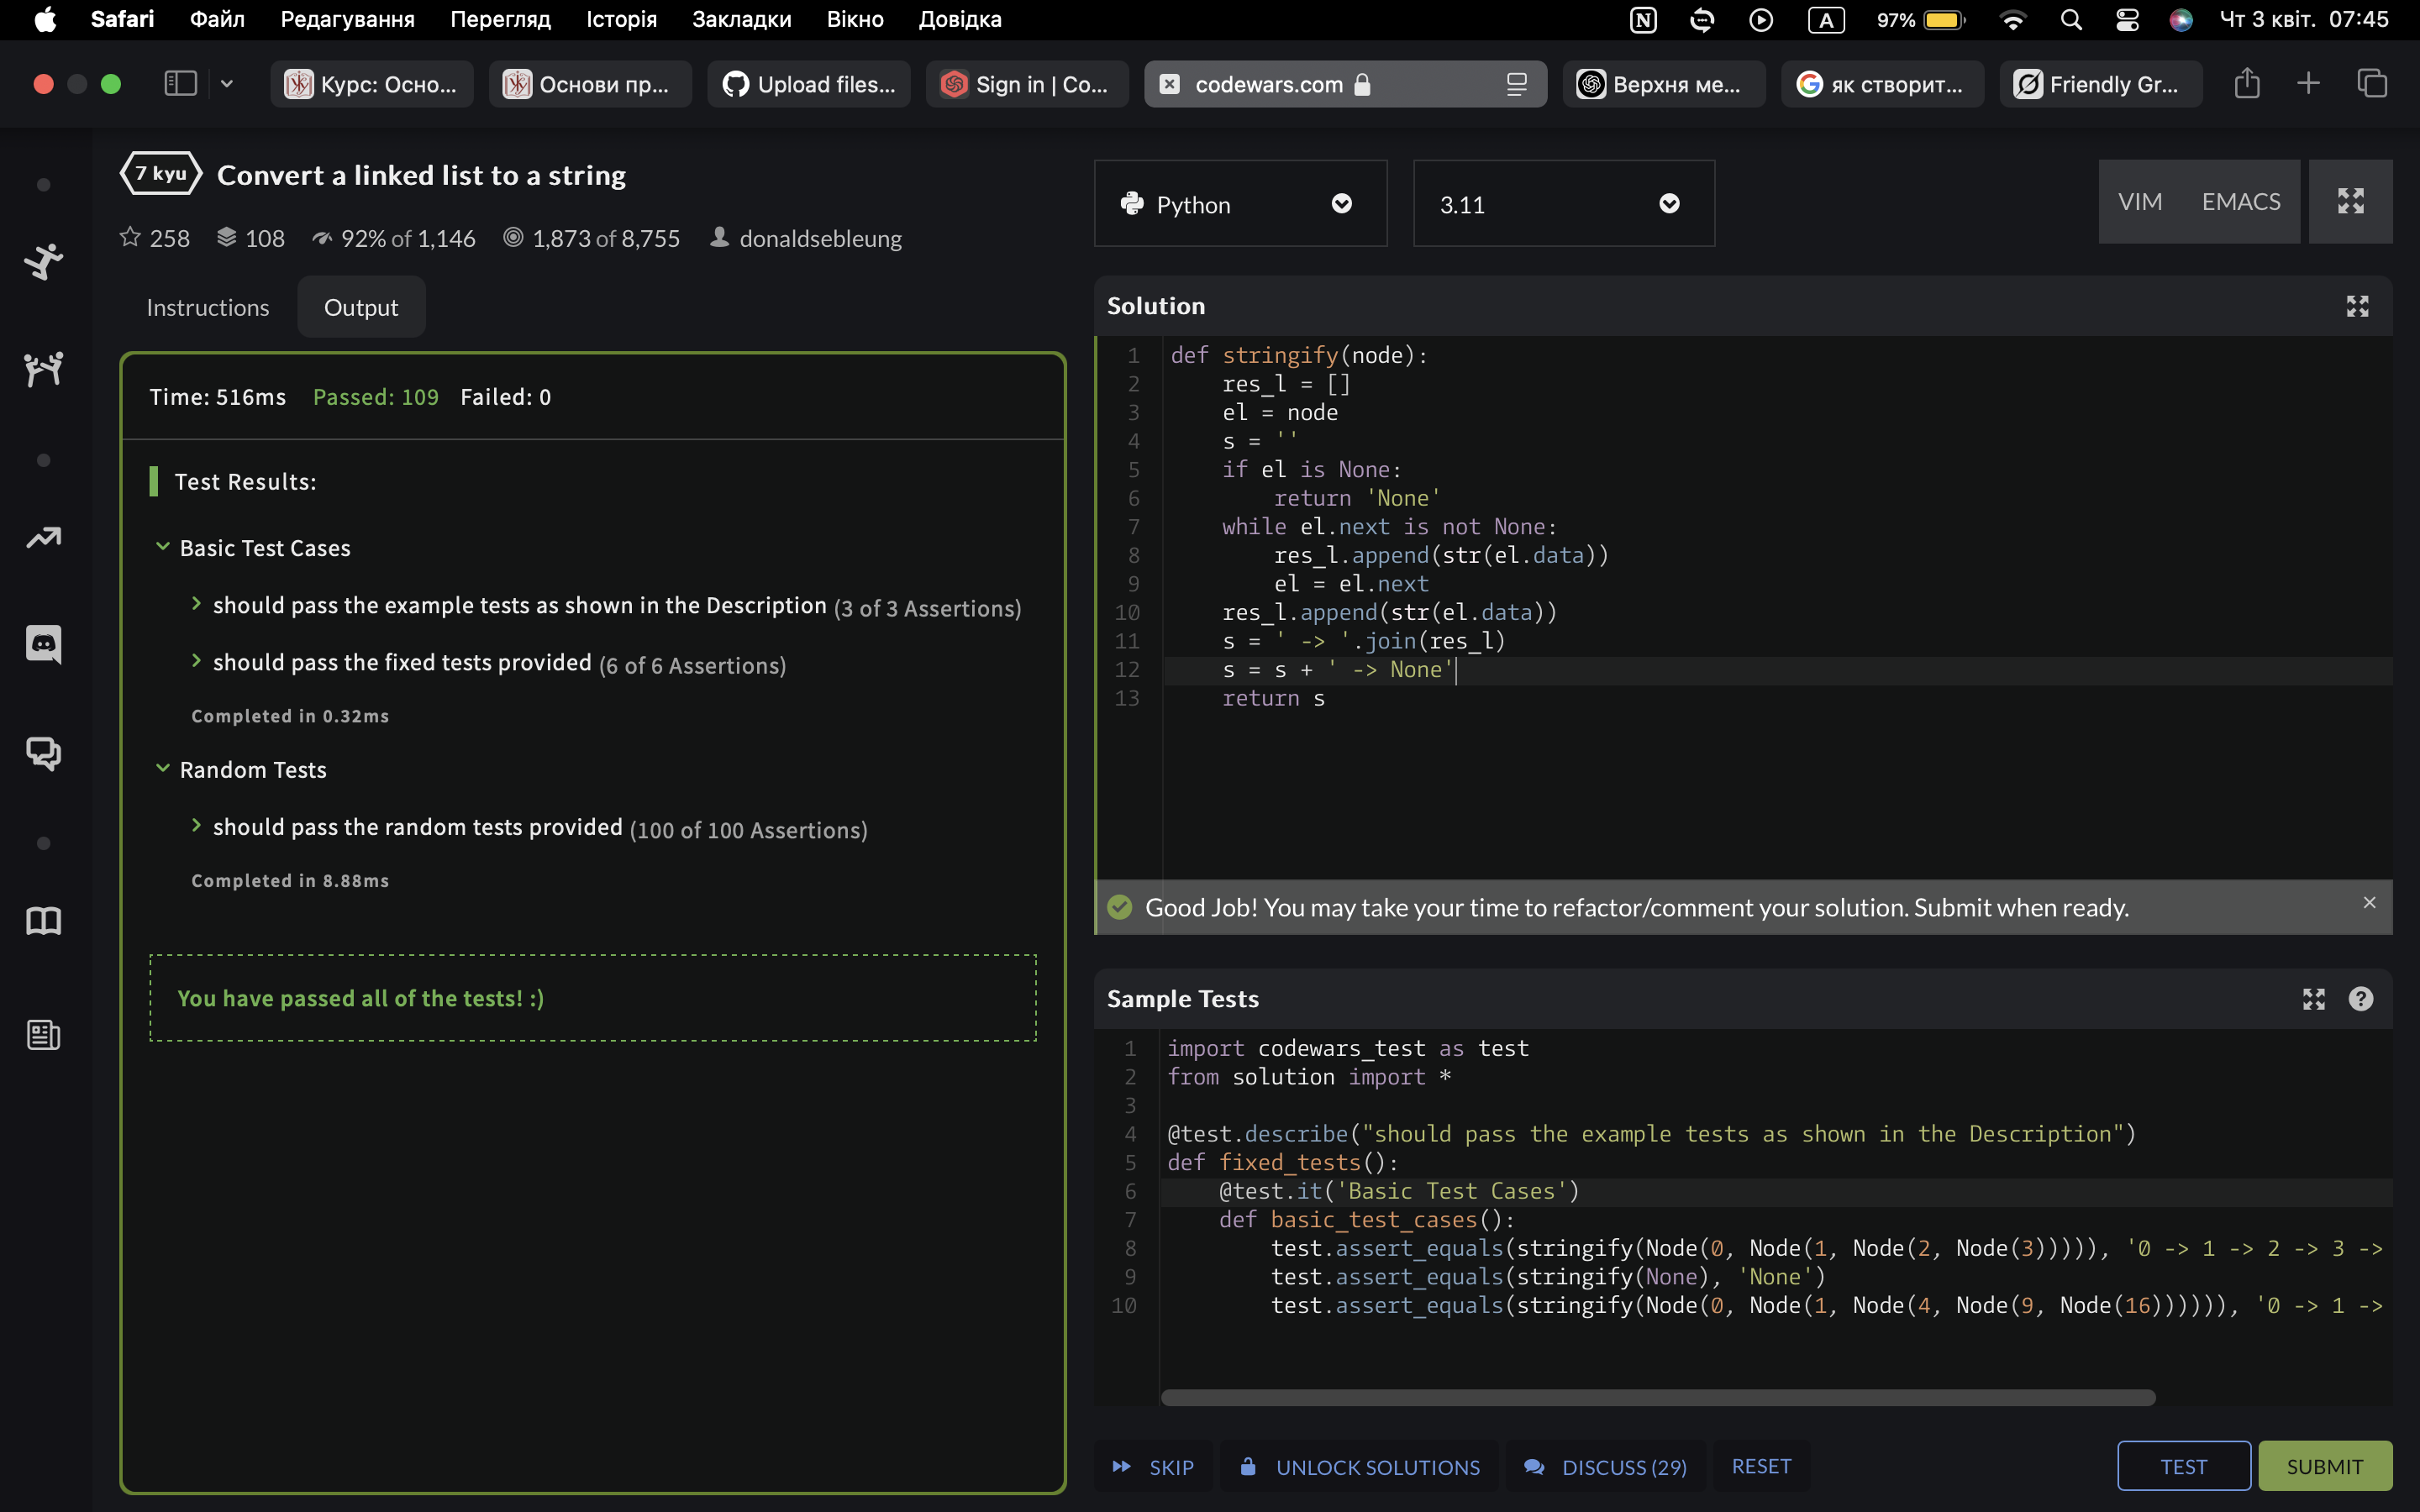 Safari Файл Редагування Перегляд Історія Закладки Вікно Довідка A 97% Чт 3 квіт. 07:45
Курс: Осно... Основи пр... Upload files... Sign in | Co... codewars.com Верхня ме... як створит... Friendly Gr...
7 kyu Convert a linked list to a string
258 108 92% of 1,146 1,873 of 8,755 donaldsebleung
Instructions Output
Time: 516ms Passed: 109 Failed: 0
Test Results:
Basic Test Cases
should pass the example tests as shown in the Description (3 of 3 Assertions)
should pass the fixed tests provided (6 of 6 Assertions)
Completed in 0.32ms
Random Tests
should pass the random tests provided (100 of 100 Assertions)
Completed in 8.88ms
You have passed all of the tests! :)
Python 3.11 VIM EMACS
Solution
1 def stringify(node):
2     res_l = []
3     el = node
4     s = ''
5     if el is None:
6         return 'None'
7     while el.next is not None:
8         res_l.append(str(el.data))
9         el = el.next
10     res_l.append(str(el.data))
11     s = ' -> '.join(res_l)
12     s = s + ' -> None'
13     return s
Good Job! You may take your time to refactor/comment your solution. Submit when ready.
Sample Tests
1 import codewars_test as test
2 from solution import *
3
4 @test.describe("should pass the example tests as shown in the Description")
5 def fixed_tests():
6     @test.it('Basic Test Cases')
7     def basic_test_cases():
8         test.assert_equals(stringify(Node(0, Node(1, Node(2, Node(3))))), '0 -> 1 -> 2 -> 3 ->
9         test.assert_equals(stringify(None), 'None')
10         test.assert_equals(stringify(Node(0, Node(1, Node(4, Node(9, Node(16)))))), '0 -> 1 ->
SKIP UNLOCK SOLUTIONS DISCUSS (29) RESET TEST SUBMIT